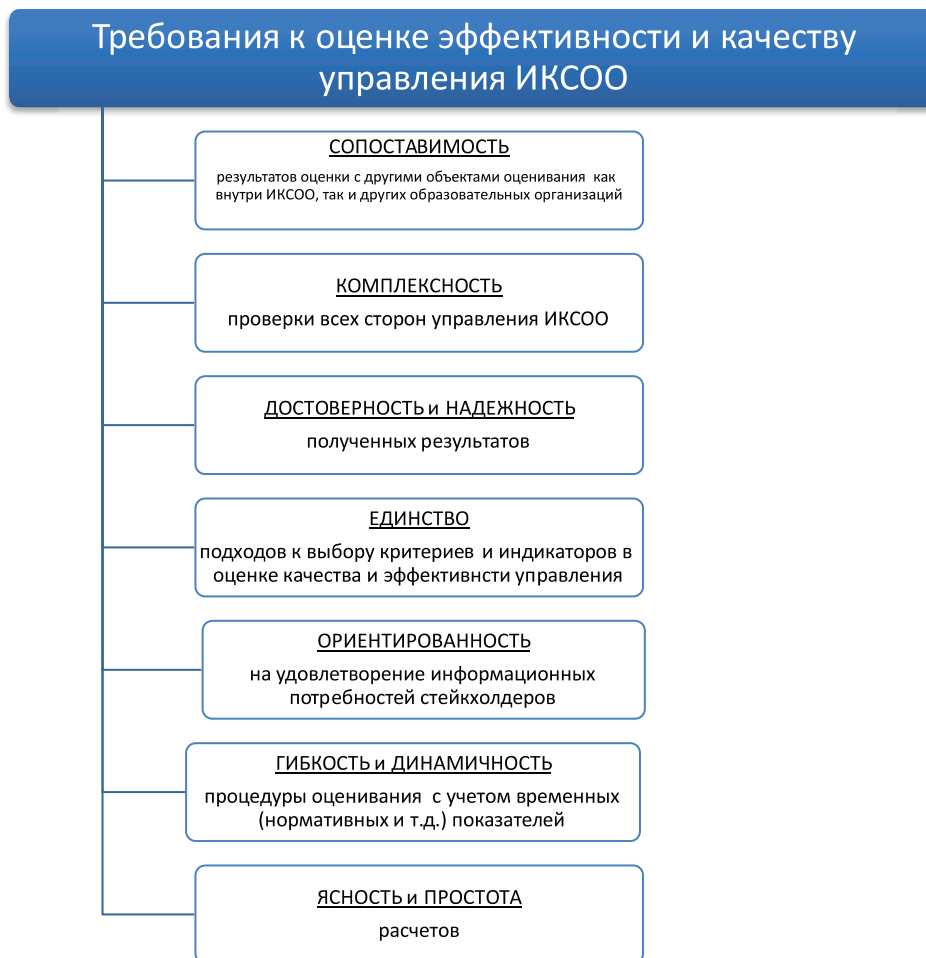 Требования к оценке эффективности и качеству
управления ИКСОО
СОПОСТАВИМОСТЬ
результатов оценки с другими объектами оценивания как
внутри ИКСОО, так и других образовательных организаций
КОМПЛЕКСНОСТЬ
проверки всех сторон управления ИКСОО
ДОСТОВЕРНОСТЬ и НАДЕЖНОСТЬ
полученных результатов
ЕДИНСТВО
подходов к выбору критериев и индикаторов в
оценке качества и эффективнсти управления
ОРИЕНТИРОВАННОСТЬ
на удовлетворение информационных
потребностей стейкхолдеров
ГИБКОСТЬ и ДИНАМИЧНОСТЬ
процедуры оценивания с учетом временных
(нормативных и т.д.) показателей
ЯСНОСТЬ и ПРОСТОТА
расчетов